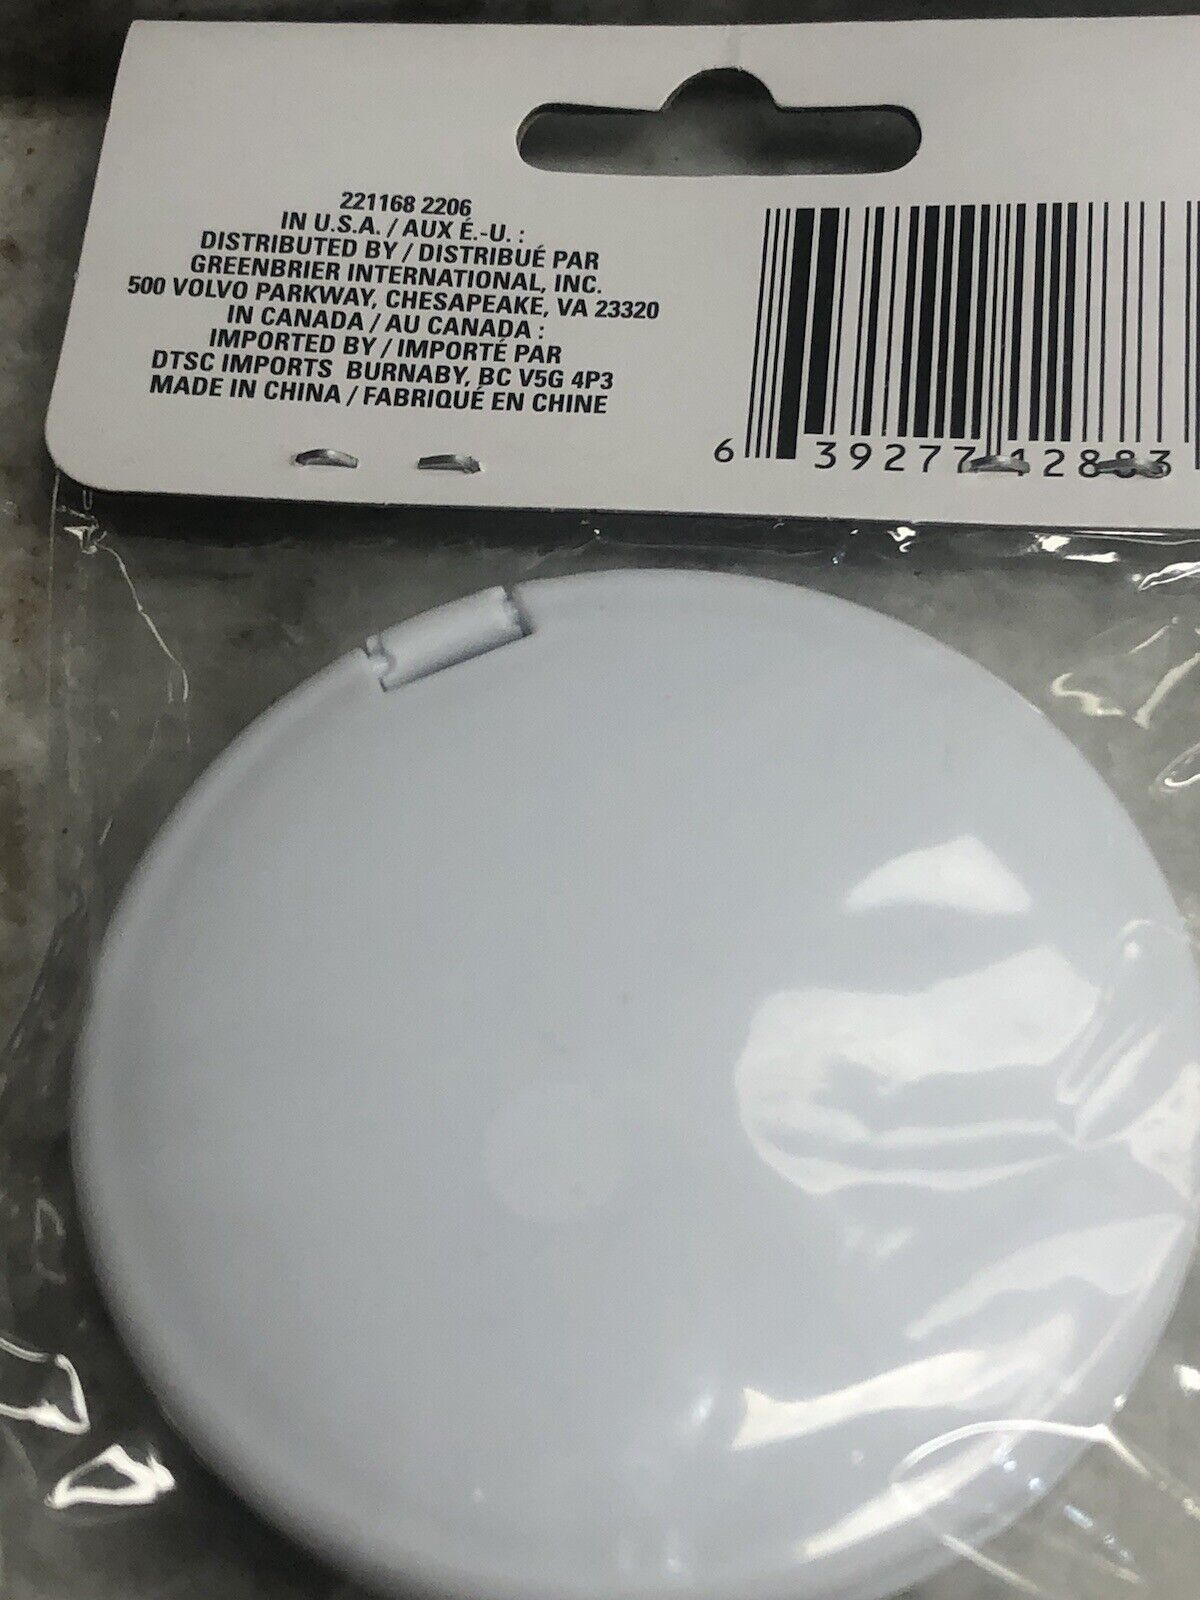 221168 2206
IN U.S.A. / AUX É.-U. :
DISTRIBUTED BY / DISTRIBUÉ PAR
GREENBRIER INTERNATIONAL, INC.
500 VOLVO PARKWAY, CHESAPEAKE, VA 23320
IN CANADA / AU CANADA :
IMPORTED BY / IMPORTÉ PAR
DTSC IMPORTS BURNABY, BC V5G 4P3
MADE IN CHINA / FABRIQUÉ EN CHINE
6 39277 12883